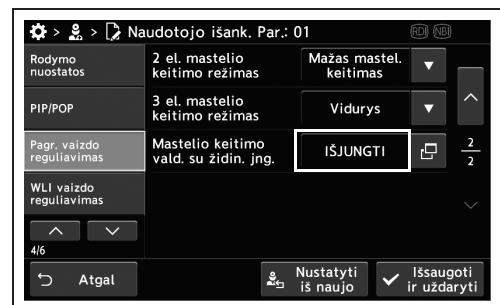 > > Naudotojo išank. Par.: 01 RDI NBI
Rodymo
nuostatos
2 el. mastelio
keitimo režimas
Mažas mastel.
keitimas
PIP/POP
3 el. mastelio
keitimo režimas
Vidurys
Pagr. vaizdo
reguliavimas
Mastelio keitimo
vald. su židin. jng.
IŠJUNGTI
2
2
WLI vaizdo
reguliavimas
4/6
Atgal
Nustatyti
iš naujo
Išsaugoti
ir uždaryti